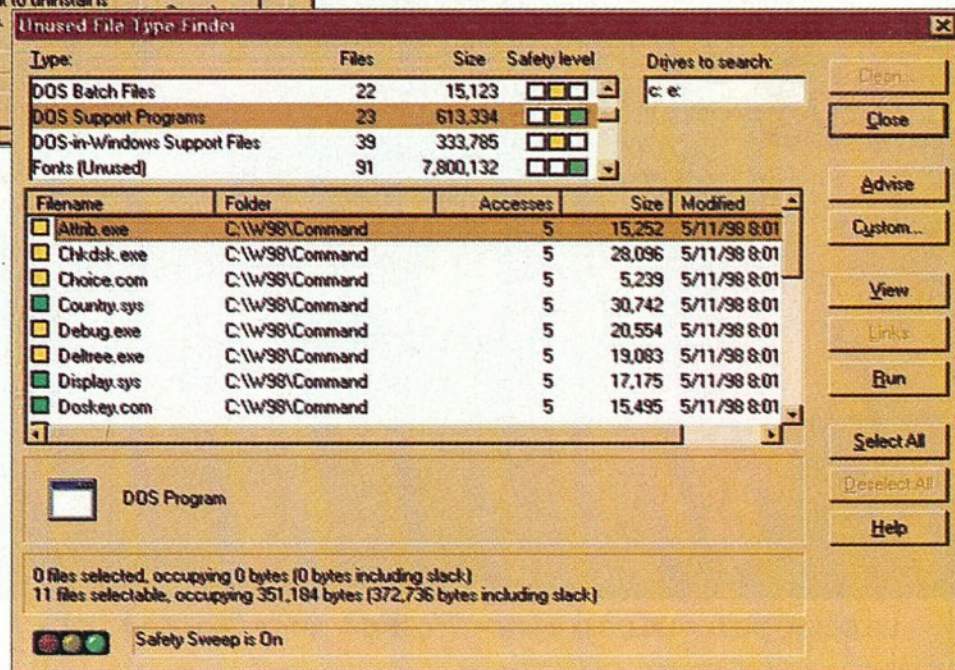 to uninstall is
Unused File Type Finder
Type: Files Size Safety level Drives to search:
DOS Batch Files 22 15,123 c: e:
DOS Support Programs 23 613,334
DOS-in-Windows Support Files 39 333,785
Fonts (Unused) 91 7,800,132
Clean...
Close
Advise
Custom...
View
Links
Run
Select All
Deselect All
Help
Filename Folder Accesses Size Modified
Attrib.exe C:\W98\Command 5 15,252 5/11/98 8:01
Chkdsk.exe C:\W98\Command 5 28,096 5/11/98 8:01
Choice.com C:\W98\Command 5 5,239 5/11/98 8:01
Country.sys C:\W98\Command 5 30,742 5/11/98 8:01
Debug.exe C:\W98\Command 5 20,554 5/11/98 8:01
Deltree.exe C:\W98\Command 5 19,083 5/11/98 8:01
Display.sys C:\W98\Command 5 17,175 5/11/98 8:01
Doskey.com C:\W98\Command 5 15,495 5/11/98 8:01
DOS Program
0 files selected, occupying 0 bytes (0 bytes including slack)
11 files selectable, occupying 351,184 bytes (372,736 bytes including slack)
Safety Sweep is On